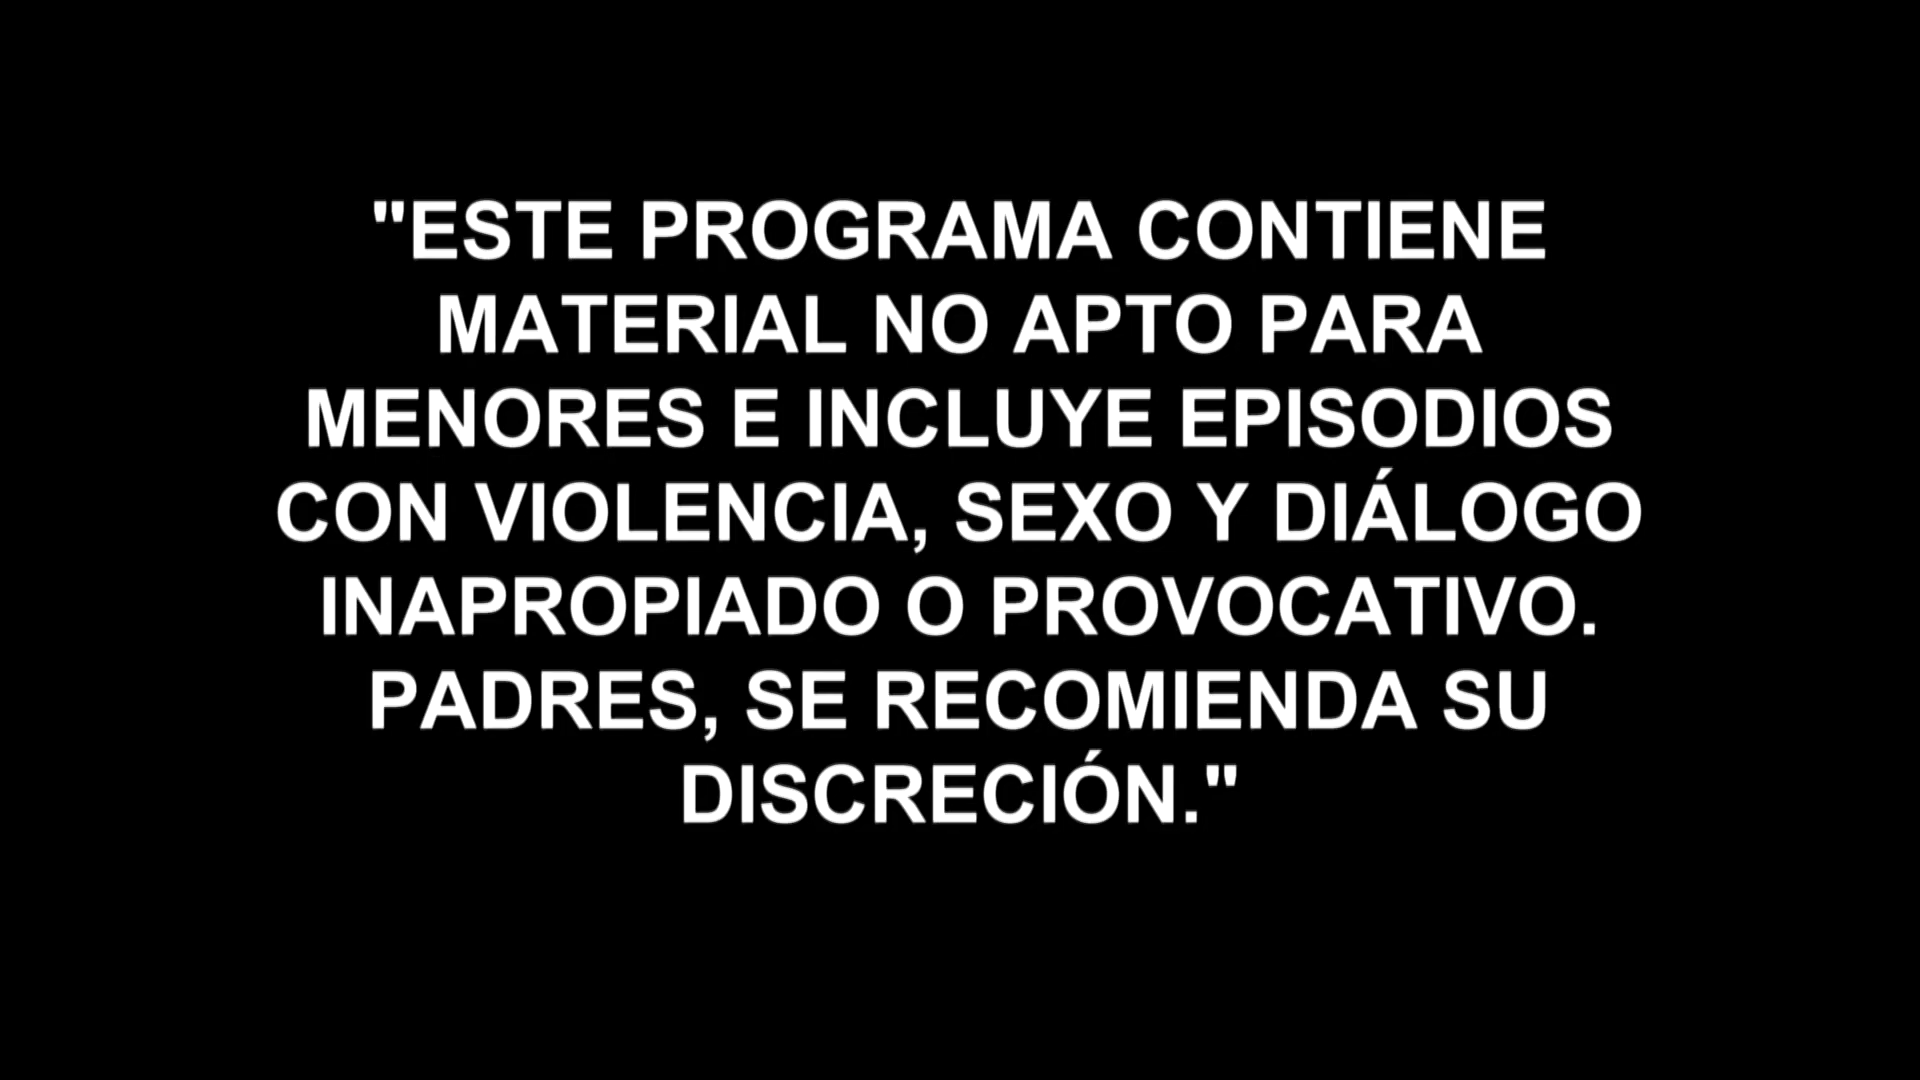 "ESTE PROGRAMA CONTIENE
MATERIAL NO APTO PARA
MENORES E INCLUYE EPISODIOS
CON VIOLENCIA, SEXO Y DIÁLOGO
INAPROPIADO O PROVOCATIVO.
PADRES, SE RECOMIENDA SU
DISCRECIÓN."